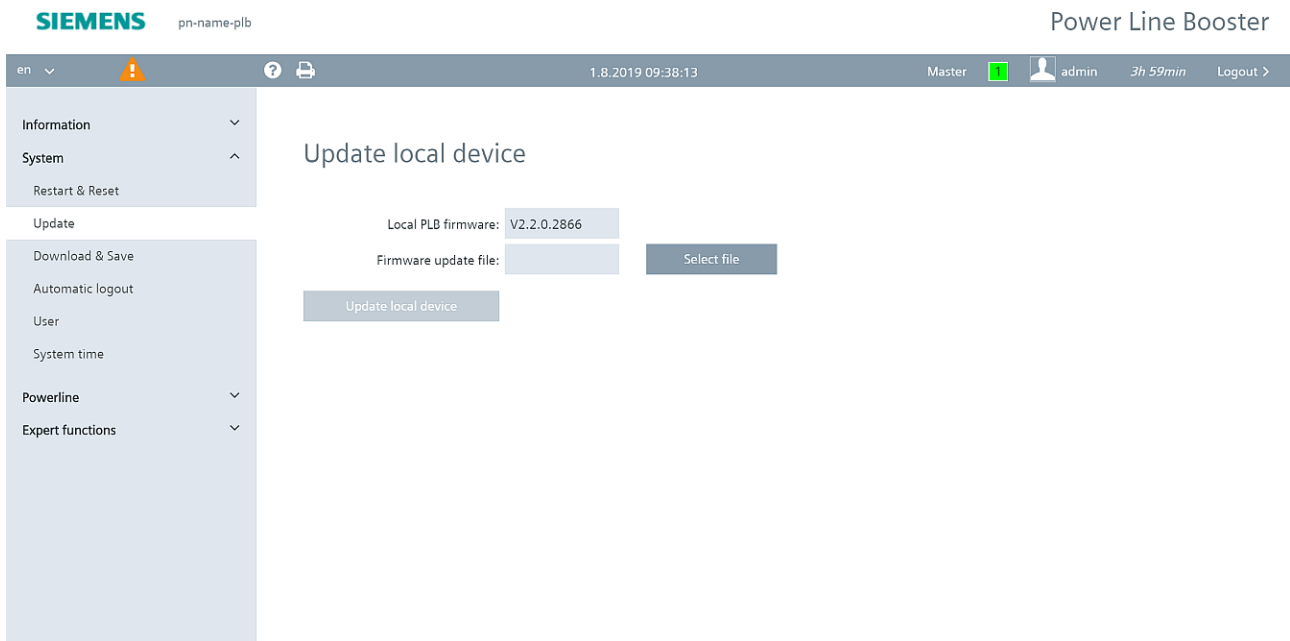 SIEMENS pn-name-plb Power Line Booster
en 1.8.2019 09:38:13 Master 1 admin 3h 59min Logout >
Information
System
Restart & Reset
Update
Download & Save
Automatic logout
User
System time
Powerline
Expert functions
Update local device
Local PLB firmware: V2.2.0.2866
Firmware update file: Select file
Update local device